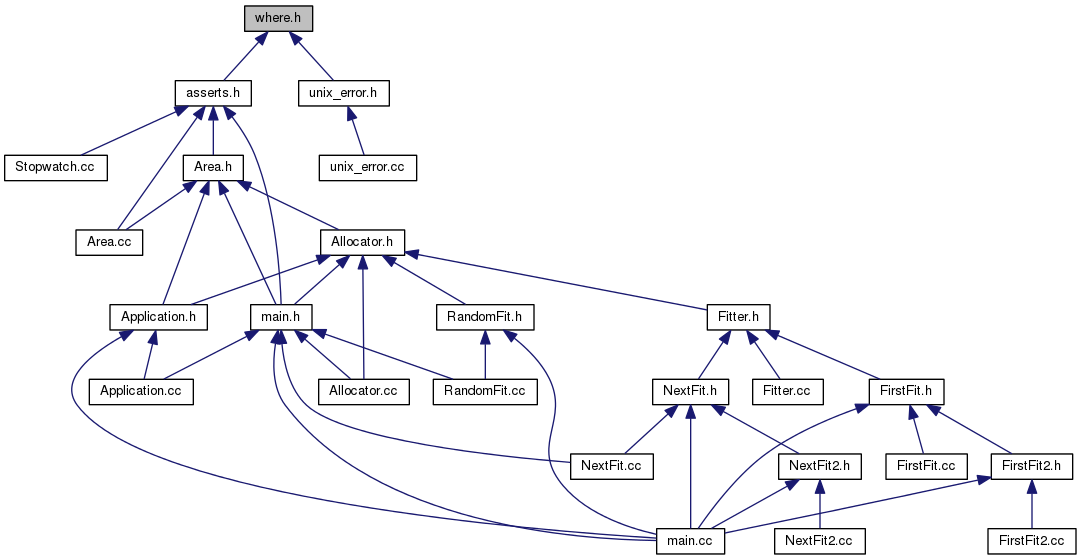 where.h
asserts.h
unix_error.h
Stopwatch.cc
Area.h
unix_error.cc
Area.cc
Allocator.h
Application.h
main.h
RandomFit.h
Fitter.h
Application.cc
Allocator.cc
RandomFit.cc
NextFit.h
Fitter.cc
FirstFit.h
NextFit.cc
NextFit2.h
FirstFit.cc
FirstFit2.h
main.cc
NextFit2.cc
FirstFit2.cc